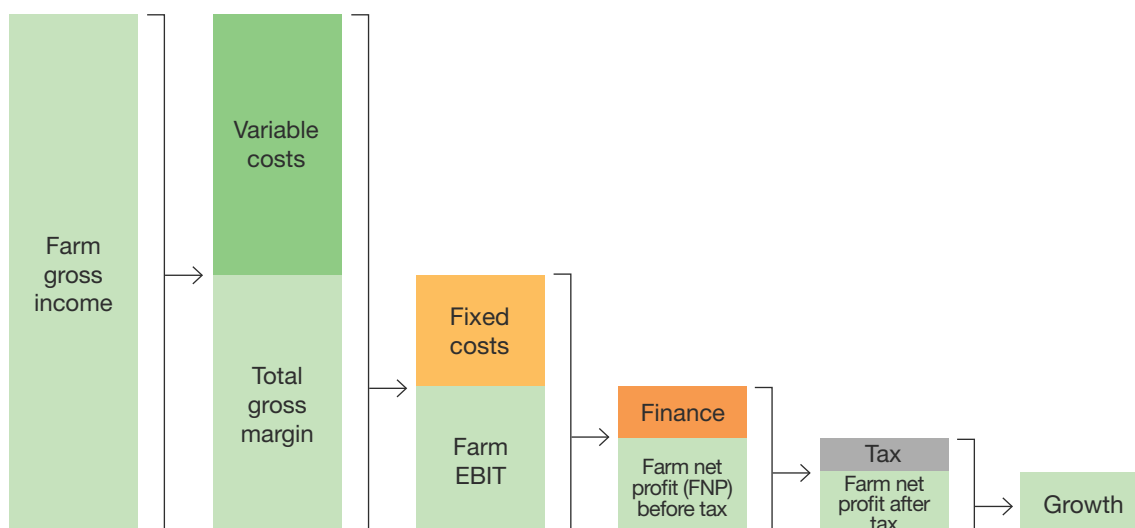 Farm
gross
income
Variable
costs
Total
gross
margin
Fixed
costs
Farm
EBIT
Finance
Farm net
profit (FNP)
before tax
Tax
Farm net
profit after
tax
Growth